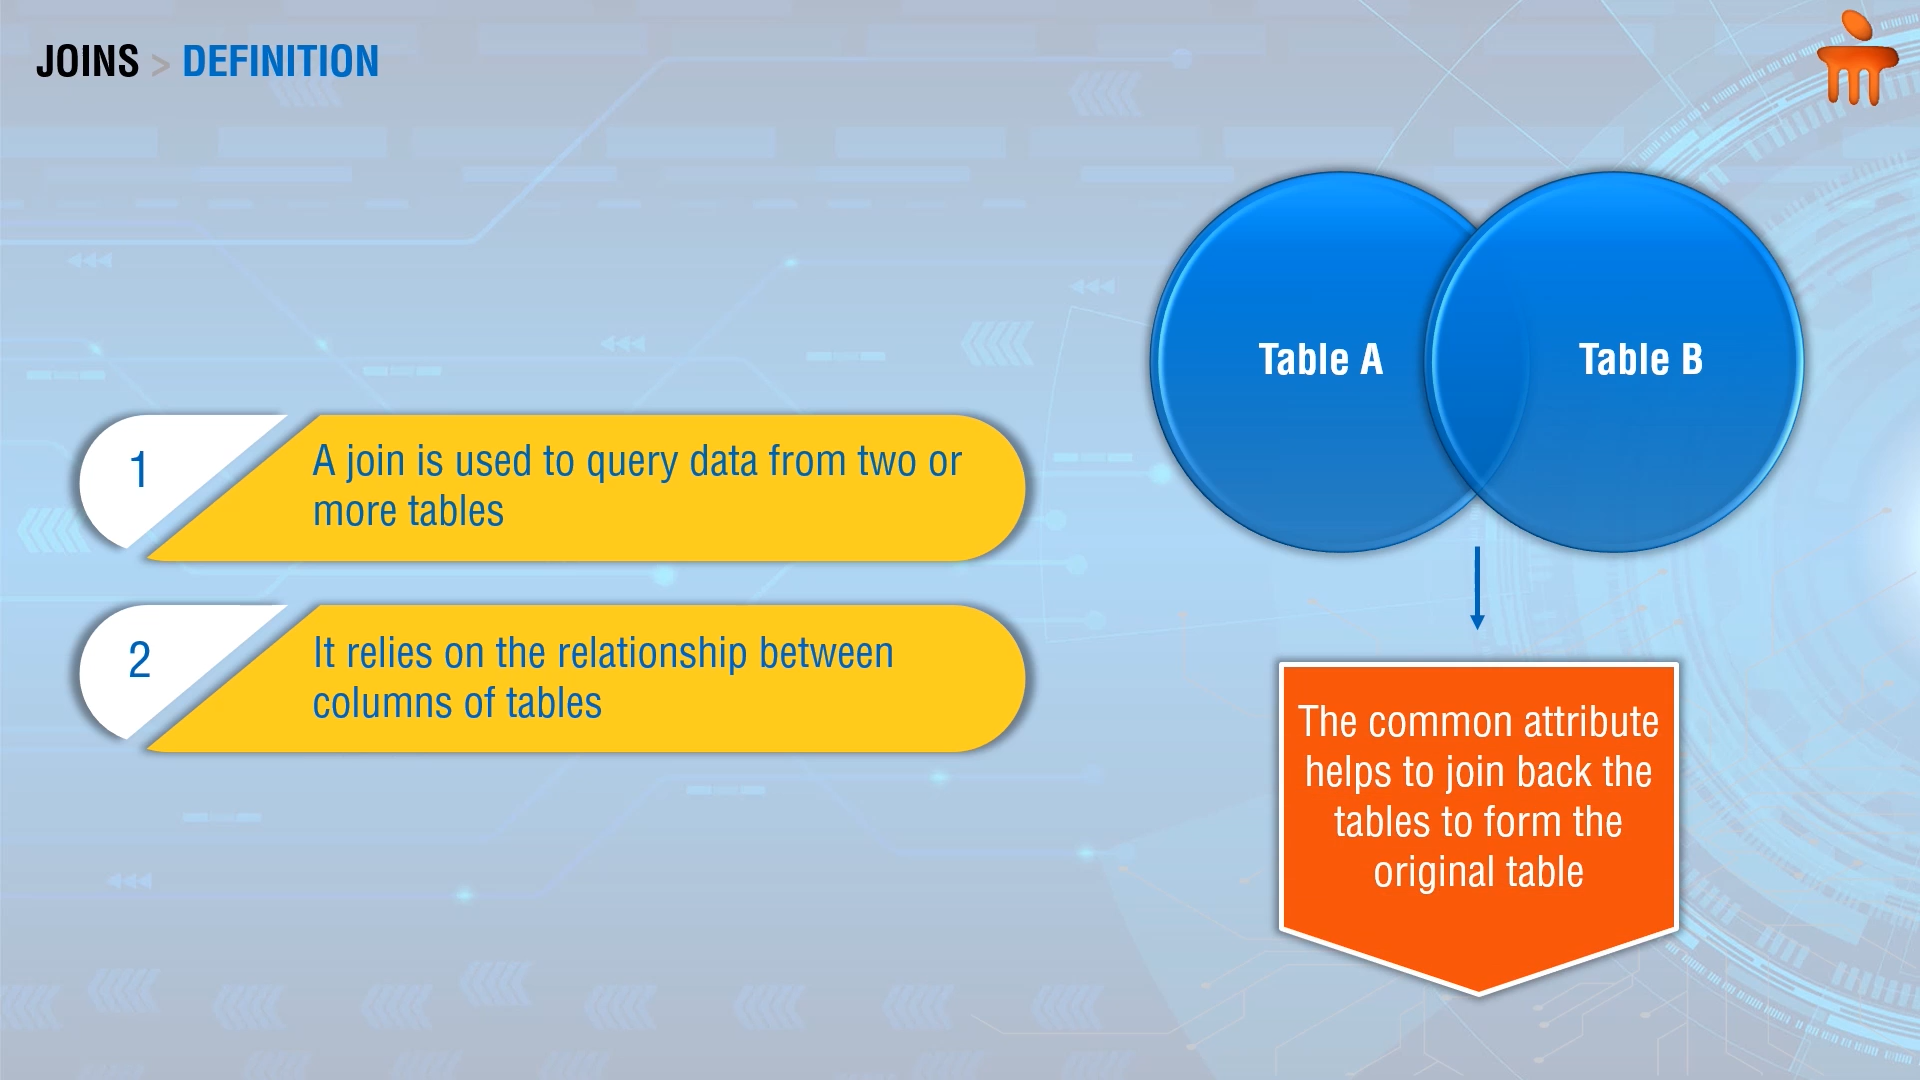 JOINS > DEFINITION
1
A join is used to query data from two or
more tables
2
It relies on the relationship between
columns of tables
Table A
Table B
The common attribute
helps to join back the
tables to form the
original table